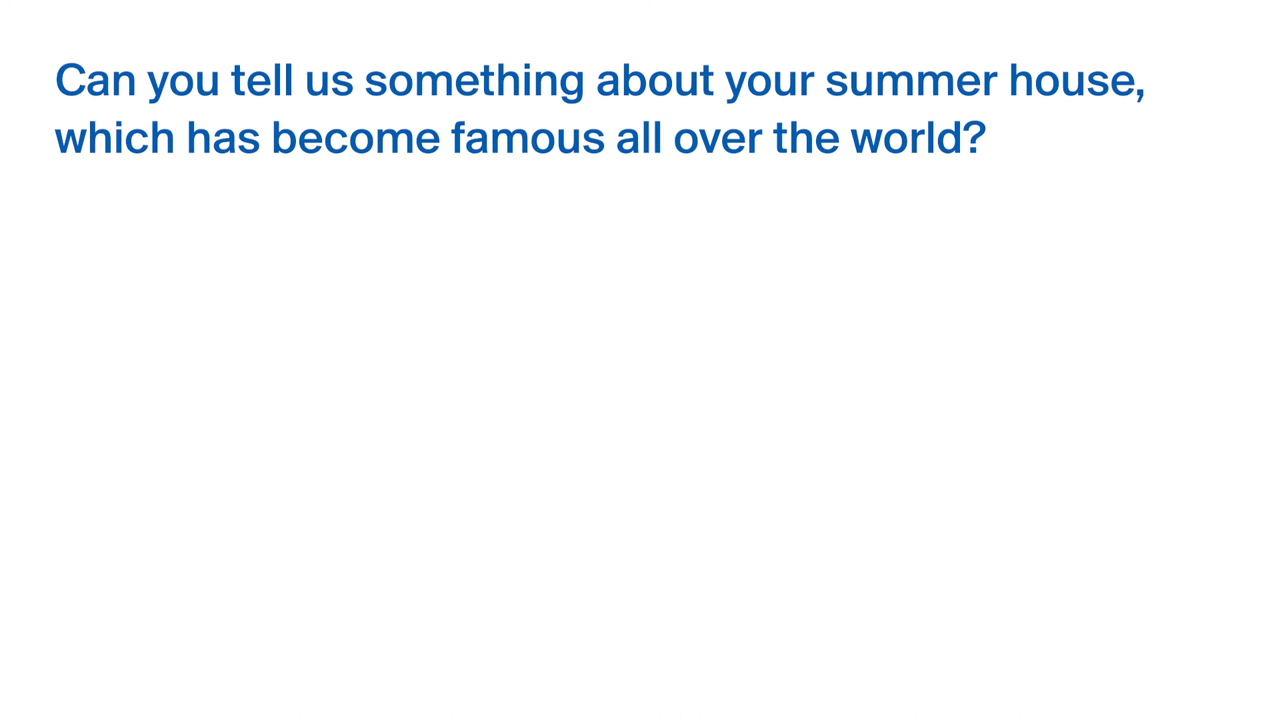 Can you tell us something about your summer house,
which has become famous all over the world?